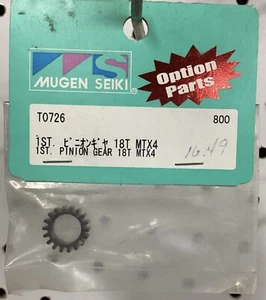 MUGEN SEIKI®
Option
Parts
T0726 800
1ST. ピニオンギヤ 18T MTX4
1ST. PINION GEAR 18T MTX4
16.49